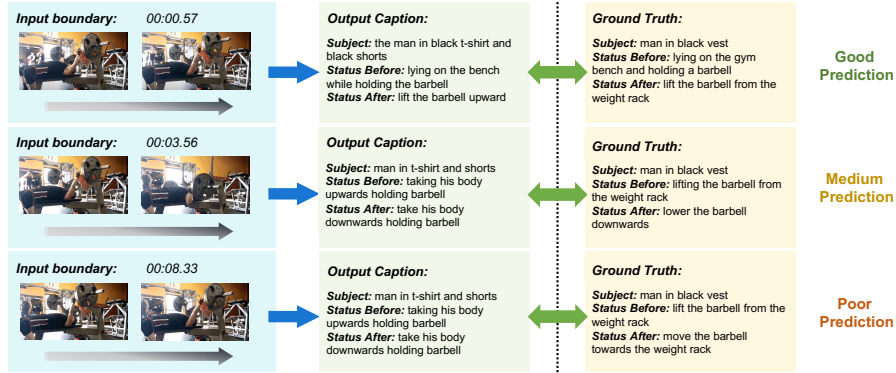 Input boundary: 00:00.57
Output Caption:
Subject: the man in black t-shirt and
black shorts
Status Before: lying on the bench
while holding the barbell
Status After: lift the barbell upward
Ground Truth:
Subject: man in black vest
Status Before: lying on the gym
bench and holding a barbell
Status After: lift the barbell from the
weight rack
Good
Prediction
Input boundary: 00:03.56
Output Caption:
Subject: man in t-shirt and shorts
Status Before: taking his body
upwards holding barbell
Status After: take his body
downwards holding barbell
Ground Truth:
Subject: man in black vest
Status Before: lifting the barbell from
the weight rack
Status After: lower the barbell
downwards
Medium
Prediction
Input boundary: 00:08.33
Output Caption:
Subject: man in t-shirt and shorts
Status Before: taking his body
upwards holding barbell
Status After: take his body
downwards holding barbell
Ground Truth:
Subject: man in black vest
Status Before: lift the barbell from the
weight rack
Status After: move the barbell
towards the weight rack
Poor
Prediction